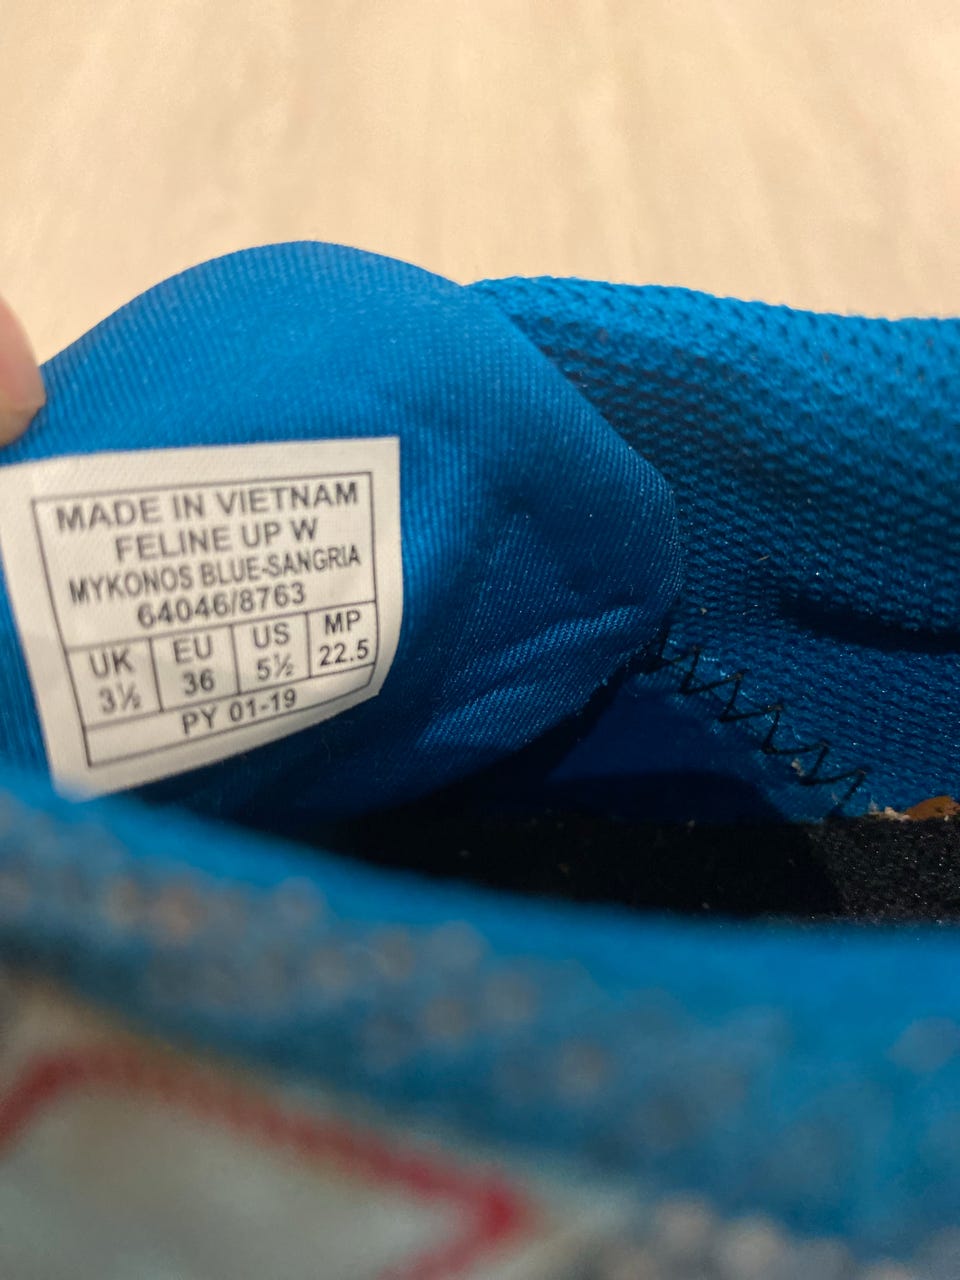 MADE IN VIETNAM
FELINE UP W
MYKONOS BLUE-SANGRIA
64046/8763
UK EU US MP
3½ 36 5½ 22.5
PY 01-19